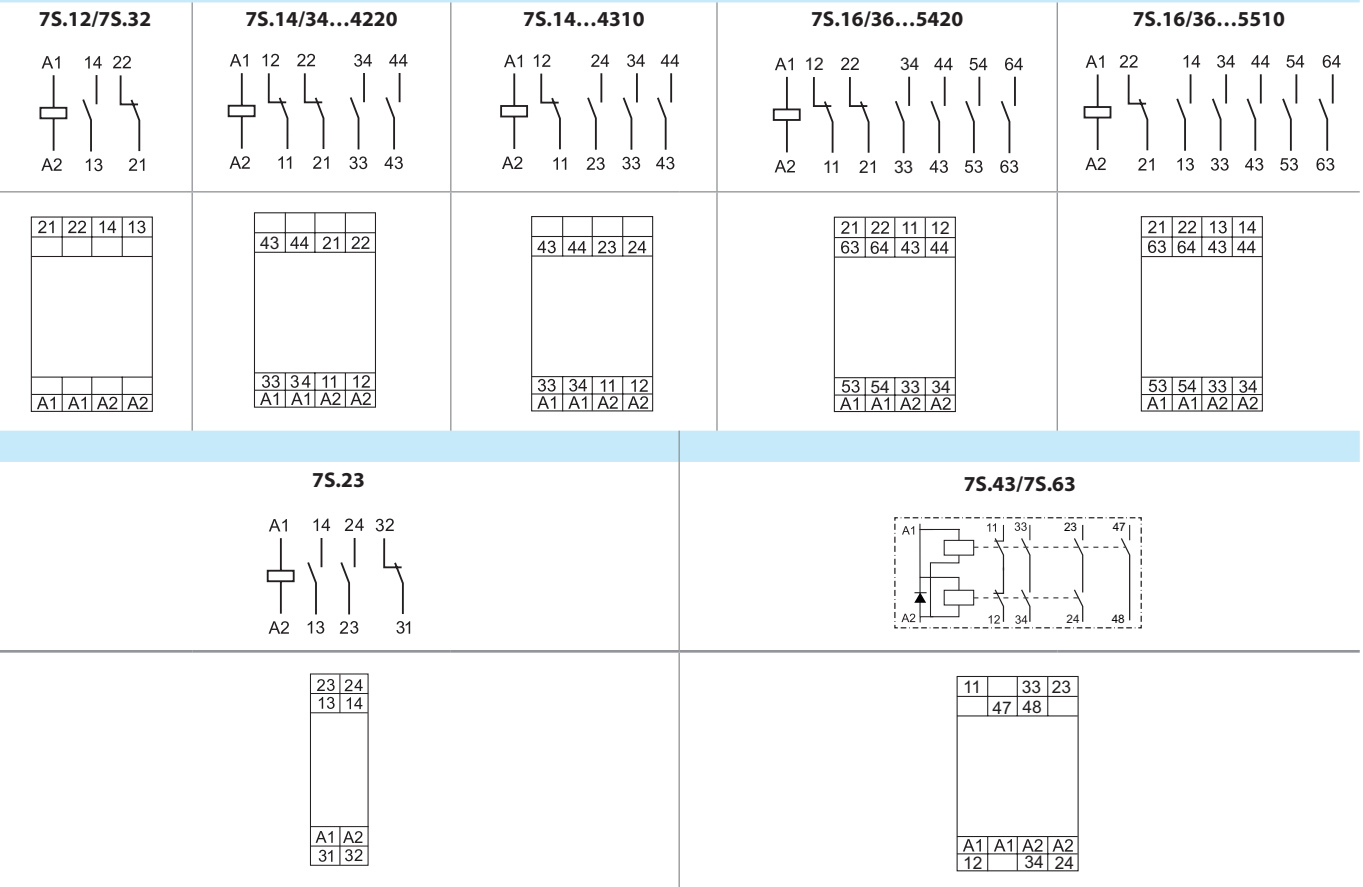 7S.12/7S.32
7S.14/34...4220
7S.14...4310
7S.16/36...5420
7S.16/36...5510
A1 14 22
A2 13 21
A1 12 22 34 44
A2 11 21 33 43
A1 12 24 34 44
A2 11 23 33 43
A1 12 22 34 44 54 64
A2 11 21 33 43 53 63
A1 22 14 34 44 54 64
A2 21 13 33 43 53 63
21 22 14 13
A1 A1 A2 A2
43 44 21 22
33 34 11 12
A1 A1 A2 A2
43 44 23 24
33 34 11 12
A1 A1 A2 A2
21 22 11 12
63 64 43 44
53 54 33 34
A1 A1 A2 A2
21 22 13 14
63 64 43 44
53 54 33 34
A1 A1 A2 A2
7S.23
7S.43/7S.63
A1 14 24 32
A2 13 23 31
A1 11 33 23 47
A2 12 34 24 48
23 24
13 14
A1 A2
31 32
11 33 23
47 48
A1 A1 A2 A2
12 34 24